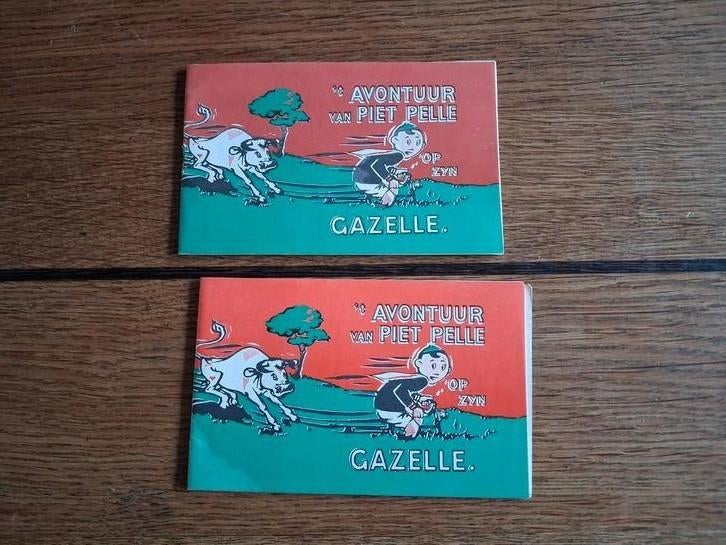 't AVONTUUR
VAN PIET PELLE
OP
ZYN
GAZELLE.
't AVONTUUR
VAN PIET PELLE
OP
ZYN
GAZELLE.